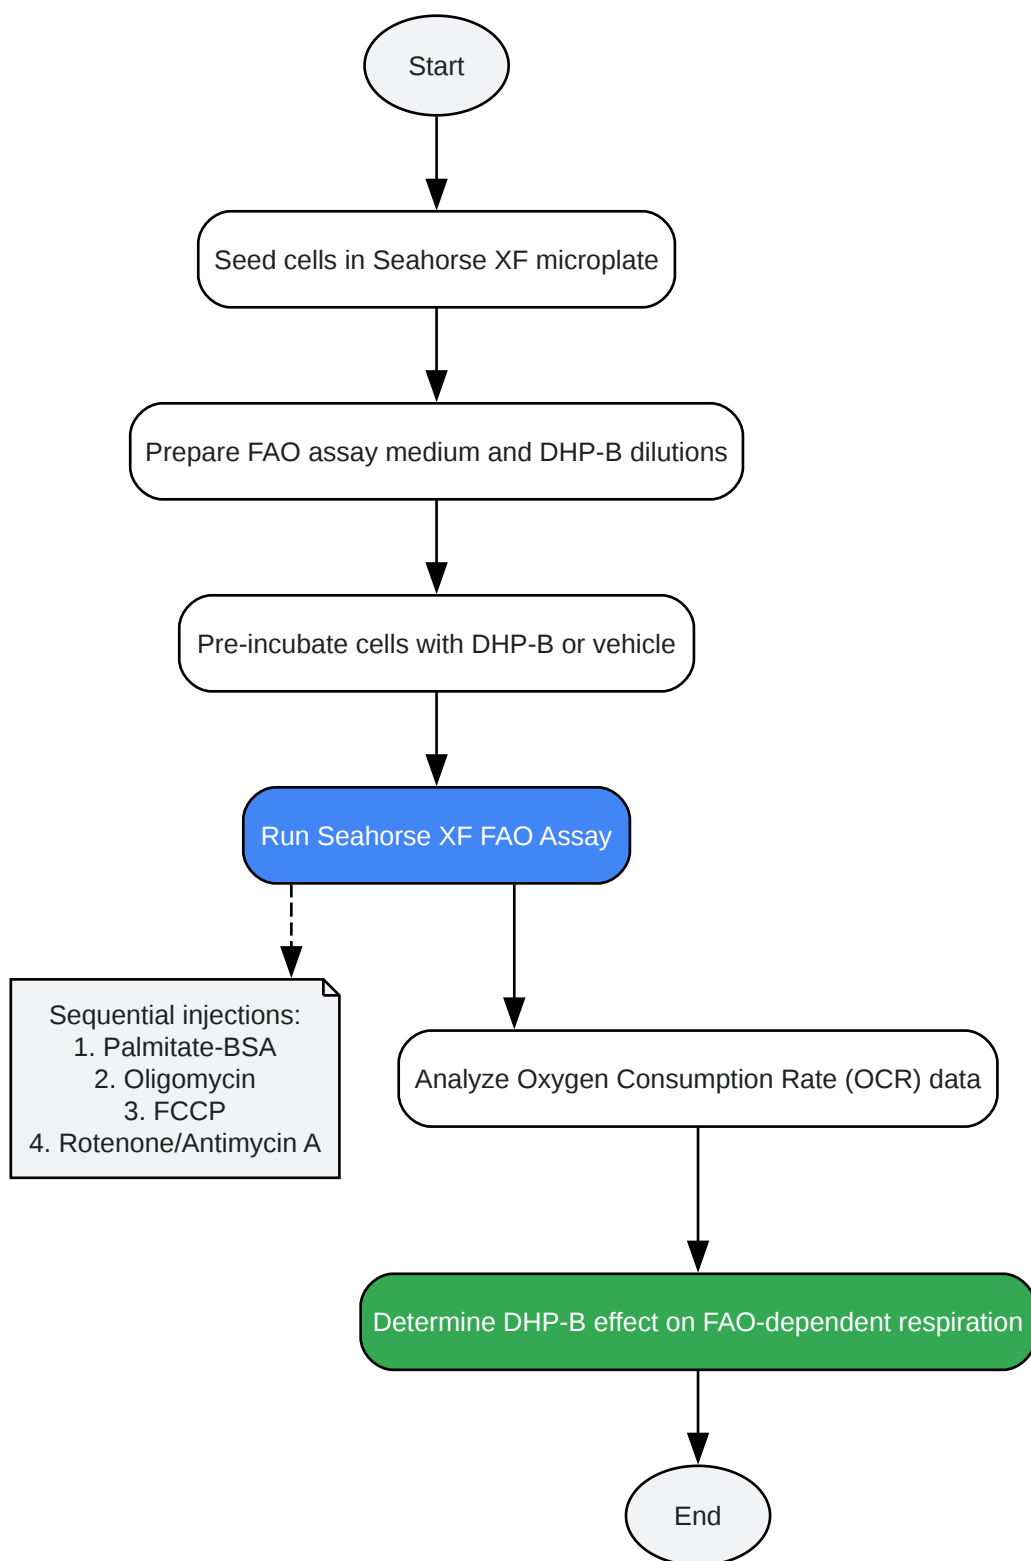 Start
Seed cells in Seahorse XF microplate
Prepare FAO assay medium and DHP-B dilutions
Pre-incubate cells with DHP-B or vehicle
Run Seahorse XF FAO Assay
Sequential injections:
1. Palmitate-BSA
2. Oligomycin
3. FCCP
4. Rotenone/Antimycin A
Analyze Oxygen Consumption Rate (OCR) data
Determine DHP-B effect on FAO-dependent respiration
End